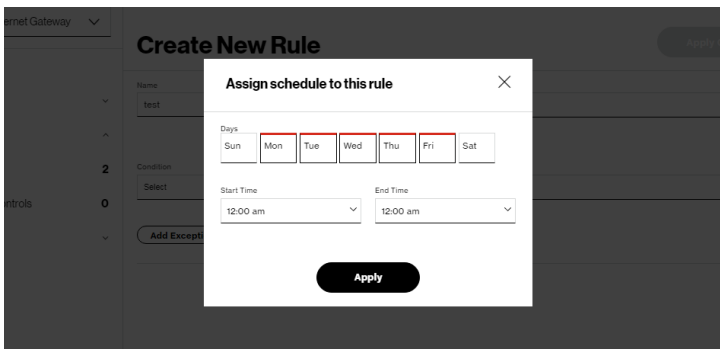 ernet Gateway
Create New Rule
Apply
Assign schedule to this rule
Name
test
Days
Sun Mon Tue Wed Thu Fri Sat
Condition
2
Select
Start Time End Time
ntrols
0
12:00 am 12:00 am
Add Excepti
Apply